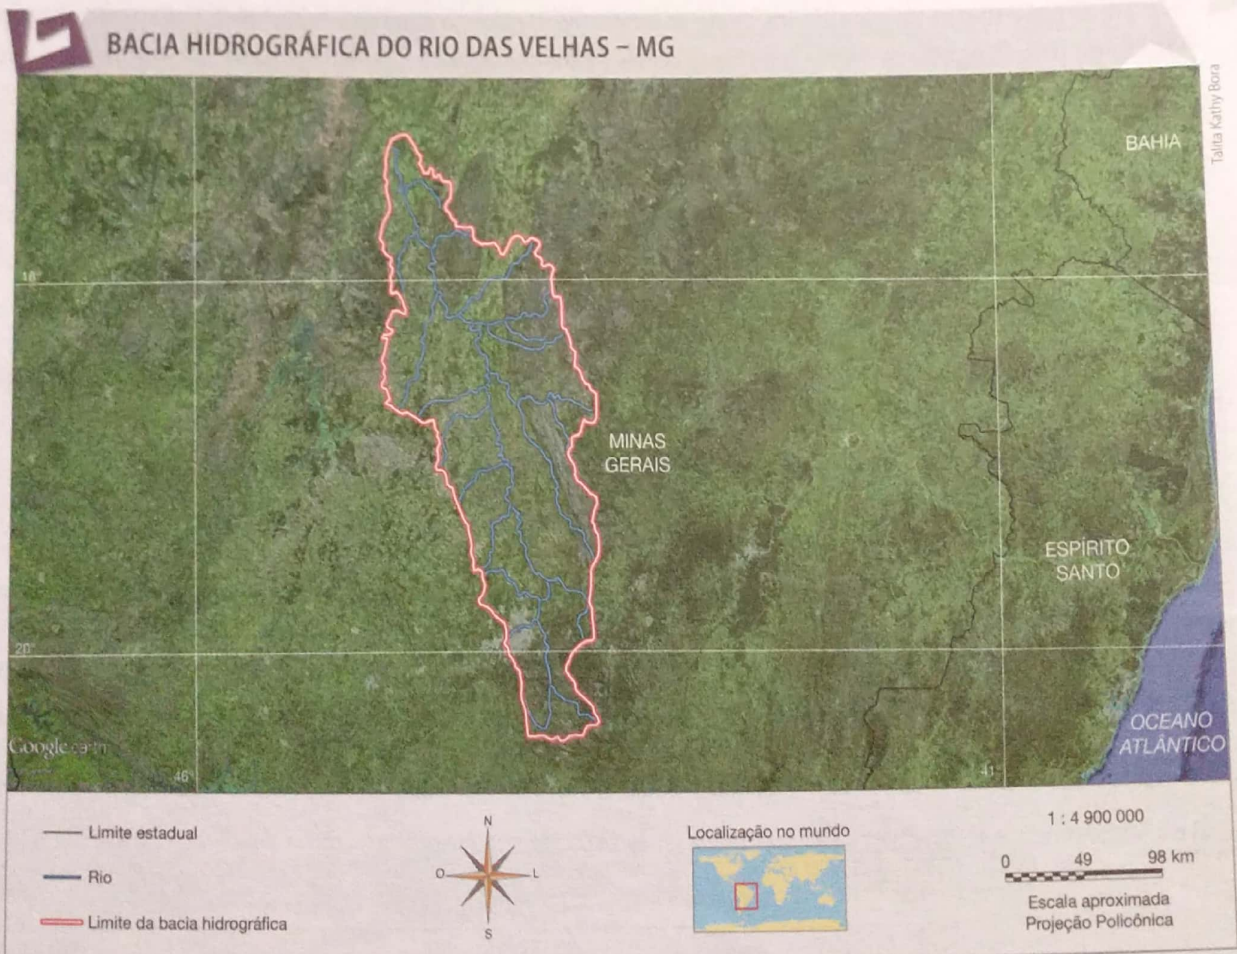 BACIA HIDROGRÁFICA DO RIO DAS VELHAS – MG
Talita Kathy Bora
BAHIA
18°
MINAS
GERAIS
ESPÍRITO
SANTO
20°
OCEANO
ATLÂNTICO
Google earth
46°
41
Limite estadual
Rio
Limite da bacia hidrográfica
N
O
L
S
Localização no mundo
1 : 4 900 000
0 49 98 km
Escala aproximada
Projeção Policônica